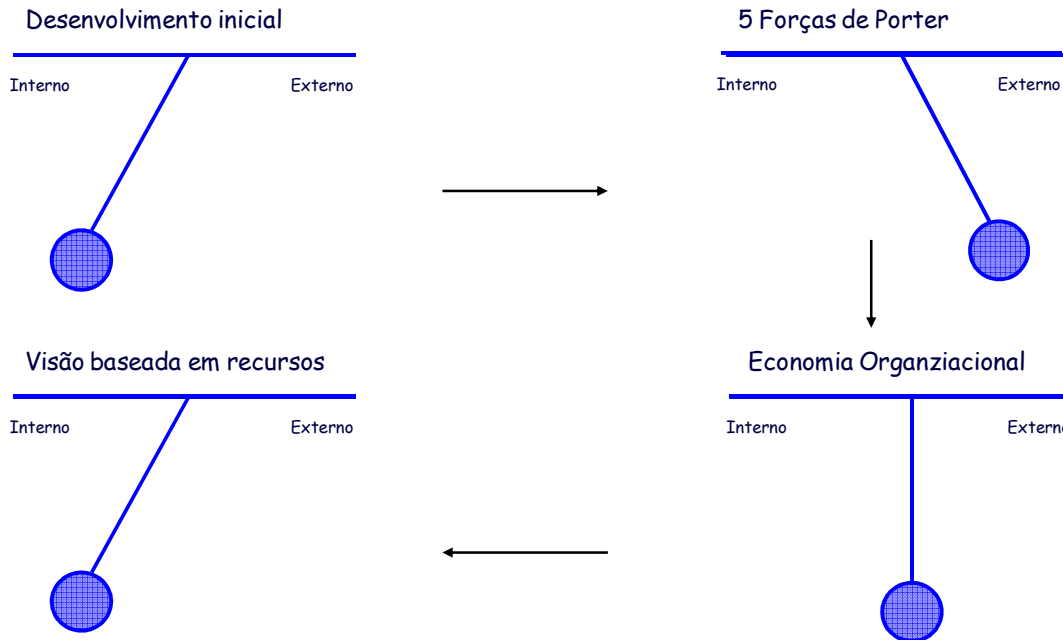 Desenvolvimento inicial
5 Forças de Porter
Interno
Externo
Interno
Externo
Visão baseada em recursos
Economia Organziacional
Interno
Externo
Interno
Externo